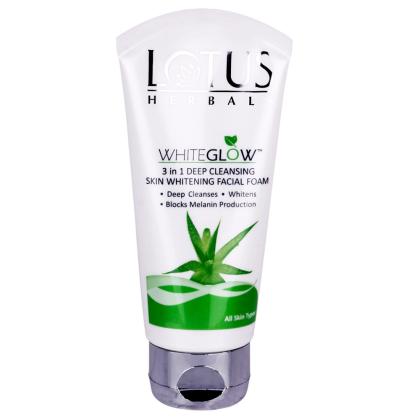 LOTUS
HERBAL
WHITEGLOW™
3 in 1 DEEP CLEANSING
SKIN WHITENING FACIAL FOAM
• Deep Cleanses • Whitens
• Blocks Melanin Production
All Skin Types